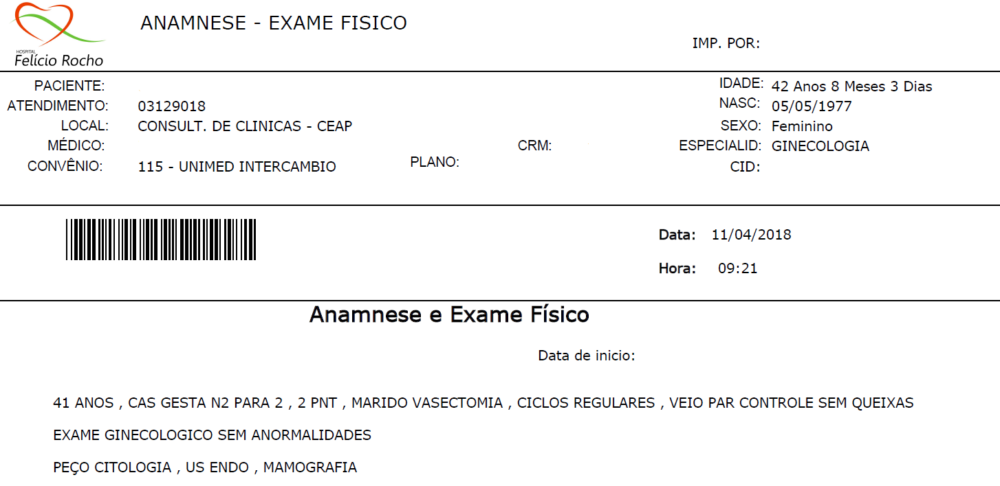 HOSPITAL
Felício Rocho
ANAMNESE - EXAME FISICO
IMP. POR:
PACIENTE:
IDADE: 42 Anos 8 Meses 3 Dias
ATENDIMENTO: 03129018
NASC: 05/05/1977
LOCAL: CONSULT. DE CLINICAS - CEAP
SEXO: Feminino
MÉDICO:
CRM:
ESPECIALID: GINECOLOGIA
CONVÊNIO: 115 - UNIMED INTERCAMBIO
PLANO:
CID:
Data: 11/04/2018
Hora: 09:21
Anamnese e Exame Físico
Data de inicio:
41 ANOS , CAS GESTA N2 PARA 2 , 2 PNT , MARIDO VASECTOMIA , CICLOS REGULARES , VEIO PAR CONTROLE SEM QUEIXAS
EXAME GINECOLOGICO SEM ANORMALIDADES
PEÇO CITOLOGIA , US ENDO , MAMOGRAFIA